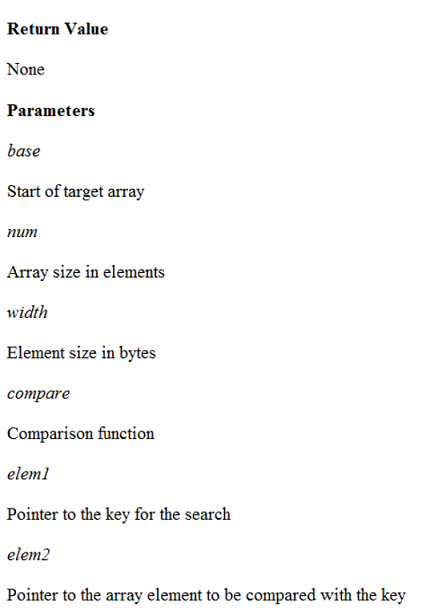 Return Value
None
Parameters
base
Start of target array
num
Array size in elements
width
Element size in bytes
compare
Comparison function
elem1
Pointer to the key for the search
elem2
Pointer to the array element to be compared with the key